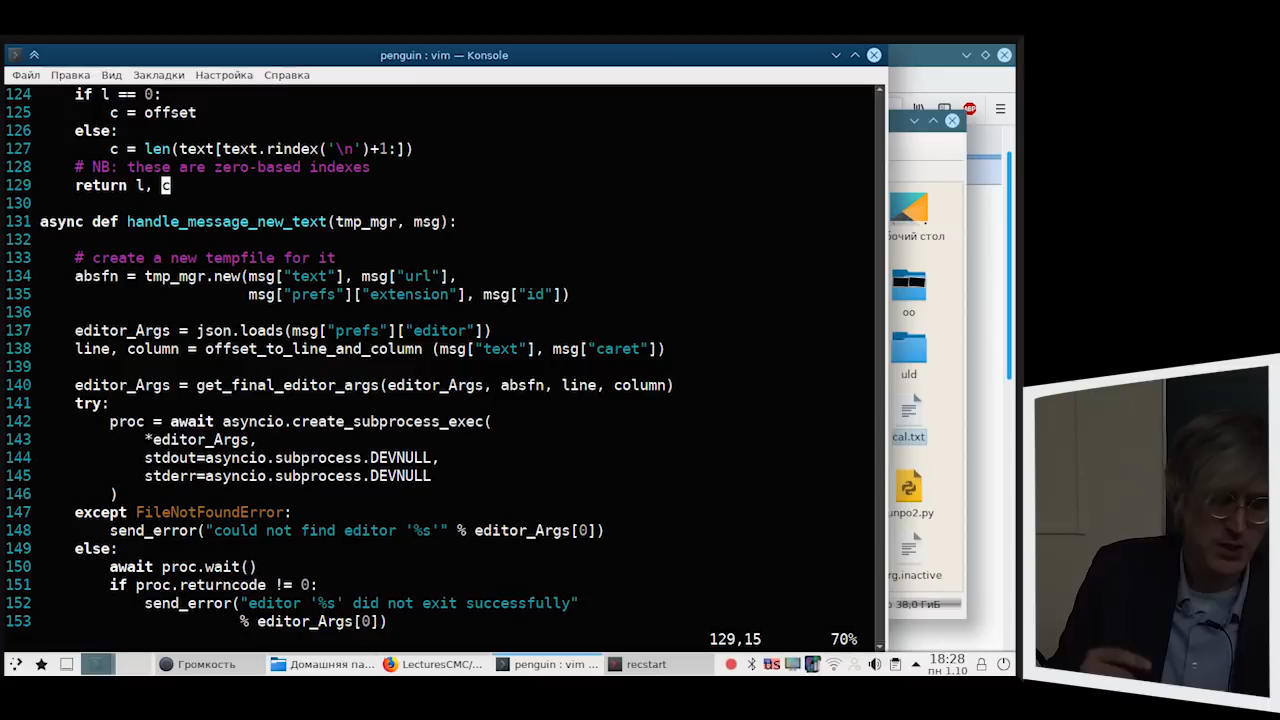 penguin : vim — Konsole
Файл Правка Вид Закладки Настройка Справка
124     if l == 0:
125         c = offset
126     else:
127         c = len(text[text.rindex('\n')+1:])
128     # NB: these are zero-based indexes
129     return l, c
130
131 async def handle_message_new_text(tmp_mgr, msg):
132
133     # create a new tempfile for it
134     absfn = tmp_mgr.new(msg["text"], msg["url"],
135                         msg["prefs"]["extension"], msg["id"])
136
137     editor_Args = json.loads(msg["prefs"]["editor"])
138     line, column = offset_to_line_and_column (msg["text"], msg["caret"])
139
140     editor_Args = get_final_editor_args(editor_Args, absfn, line, column)
141     try:
142         proc = await asyncio.create_subprocess_exec(
143             *editor_Args,
144             stdout=asyncio.subprocess.DEVNULL,
145             stderr=asyncio.subprocess.DEVNULL
146         )
147     except FileNotFoundError:
148         send_error("could not find editor '%s'" % editor_Args[0])
149     else:
150         await proc.wait()
151         if proc.returncode != 0:
152             send_error("editor '%s' did not exit successfully"
153                        % editor_Args[0])
129,15 70%
ABP
бочий стол
oo
uld
cal.txt
unpo2.py
rg.inactive
38,0 ГиБ
Громкость
Домашняя па...
LecturesCMC/...
penguin : vim ...
recstart
US
18:28
пн 1.10